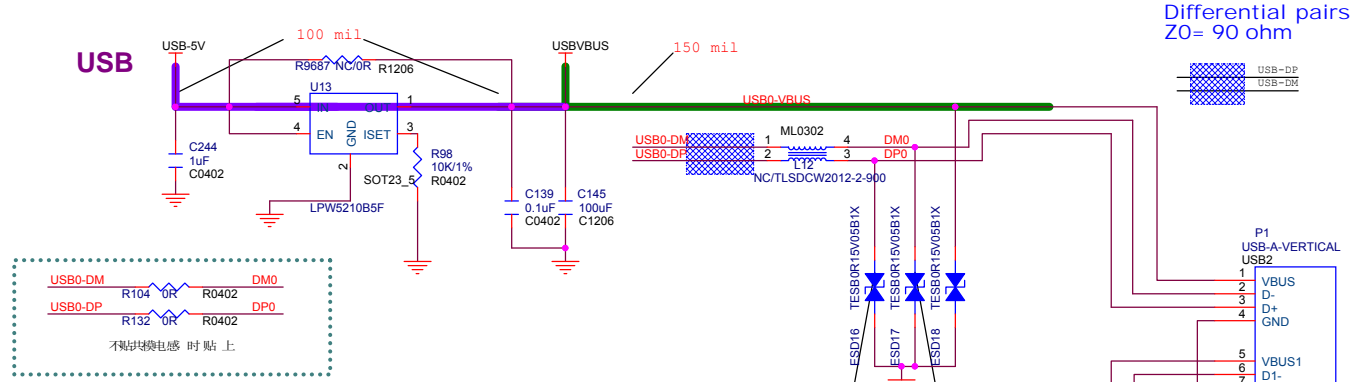 Differential pairs
Z0= 90 ohm
USB
USB-5V
100 mil
USBVBUS
150 mil
R9687 NC/0R R1206
USB-DP
USB-DM
U13
5 IN OUT 1
4 EN GND ISET 3
2
USB0-VBUS
C244
1uF
C0402
R98
10K/1%
R0402
SOT23_5
LPW5210B5F
C139
0.1uF
C0402
C145
100uF
C1206
ML0302
USB0-DM 1 4 DM0
USB0-DP 2 3 DP0
L12
NC/TLSDCW2012-2-900
TESB0R15V05B1X
TESB0R15V05B1X
TESB0R15V05B1X
ESD16
ESD17
ESD18
USB0-DM DM0
R104 0R R0402
USB0-DP DP0
R132 0R R0402
不贴共模电感 时贴 上
P1
USB-A-VERTICAL
USB2
1 VBUS
2 D-
3 D+
4 GND
5 VBUS1
6 D1-
7